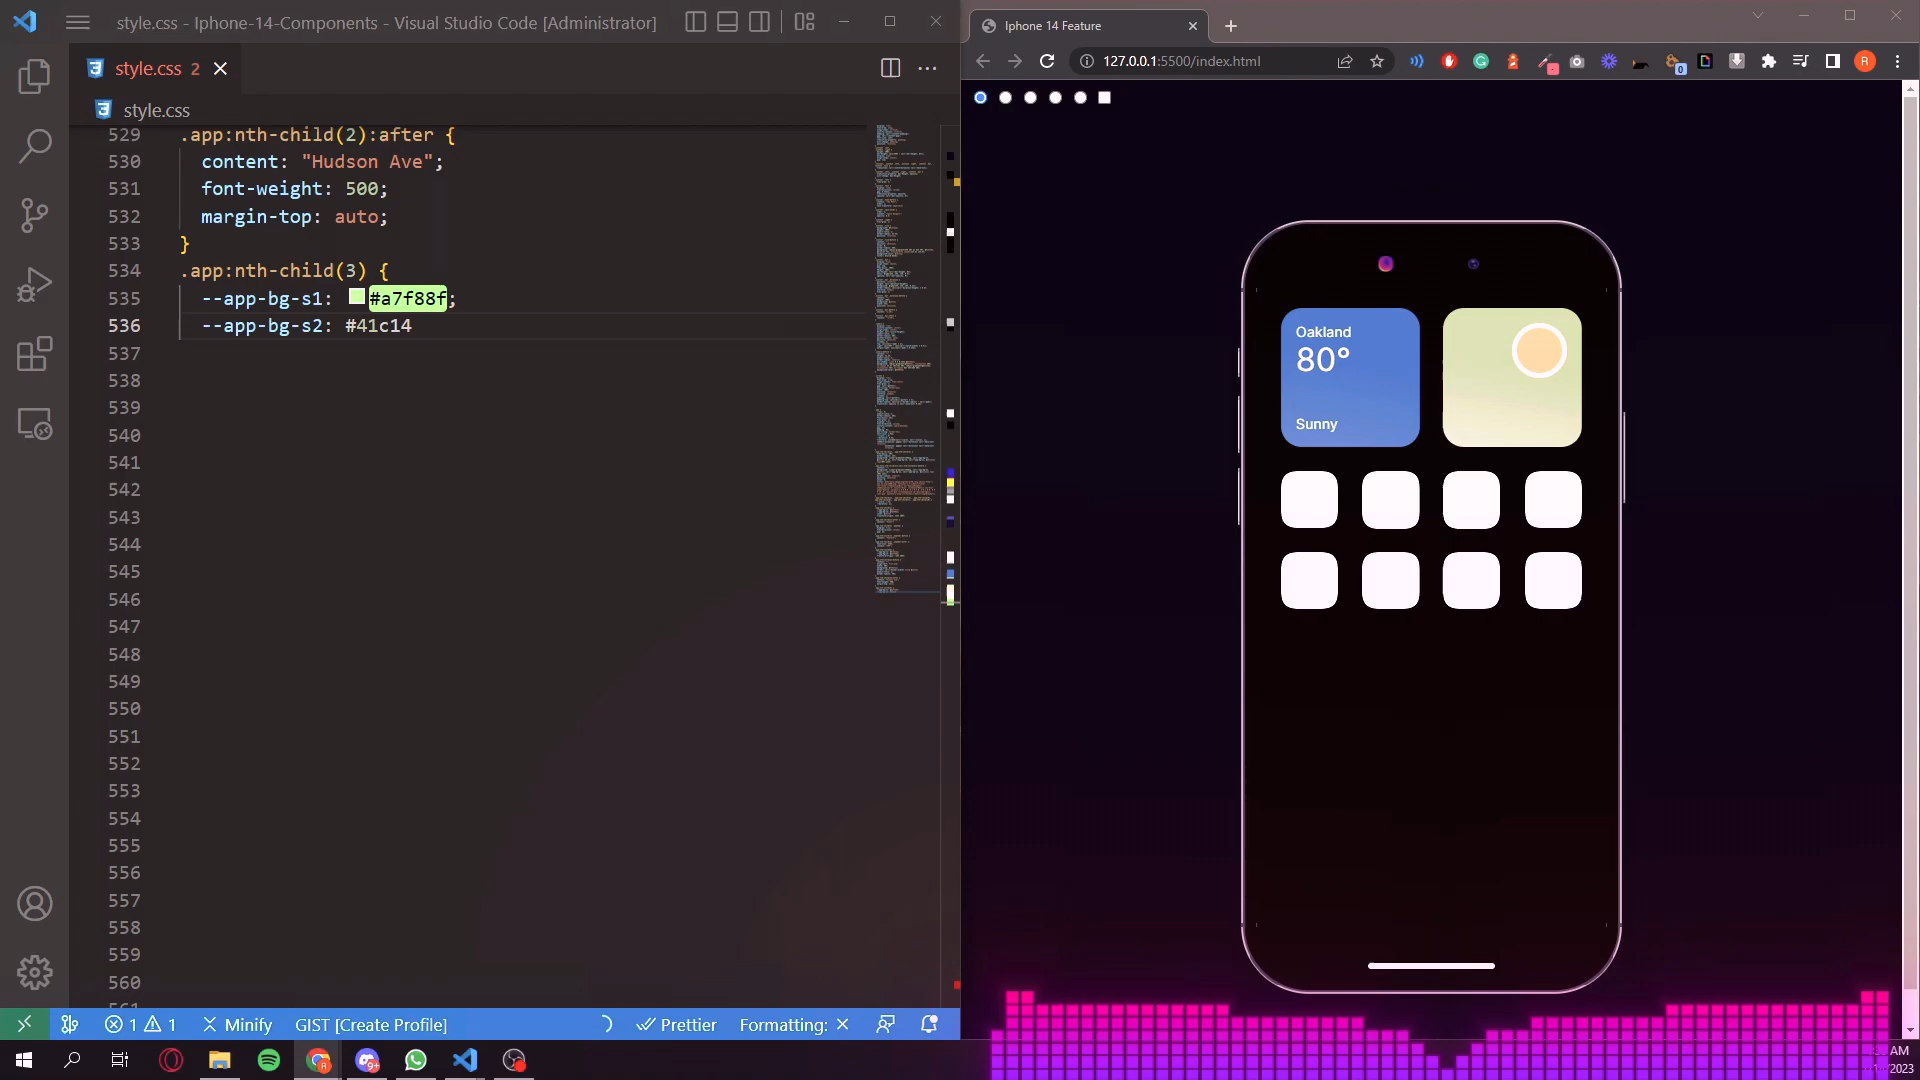 style.css - Iphone-14-Components - Visual Studio Code [Administrator]
style.css 2
style.css
529 .app:nth-child(2):after {
530 content: "Hudson Ave";
531 font-weight: 500;
532 margin-top: auto;
533 }
534 .app:nth-child(3) {
535 --app-bg-s1: #a7f88f;
536 --app-bg-s2: #41c14
537
538
539
540
541
542
543
544
545
546
547
548
549
550
551
552
553
554
555
556
557
558
559
560
1 1 Minify GIST [Create Profile] Prettier Formatting:
Iphone 14 Feature
127.0.0.1:5500/index.html
0
R
Oakland
80°
Sunny
R
9+
AM
2023